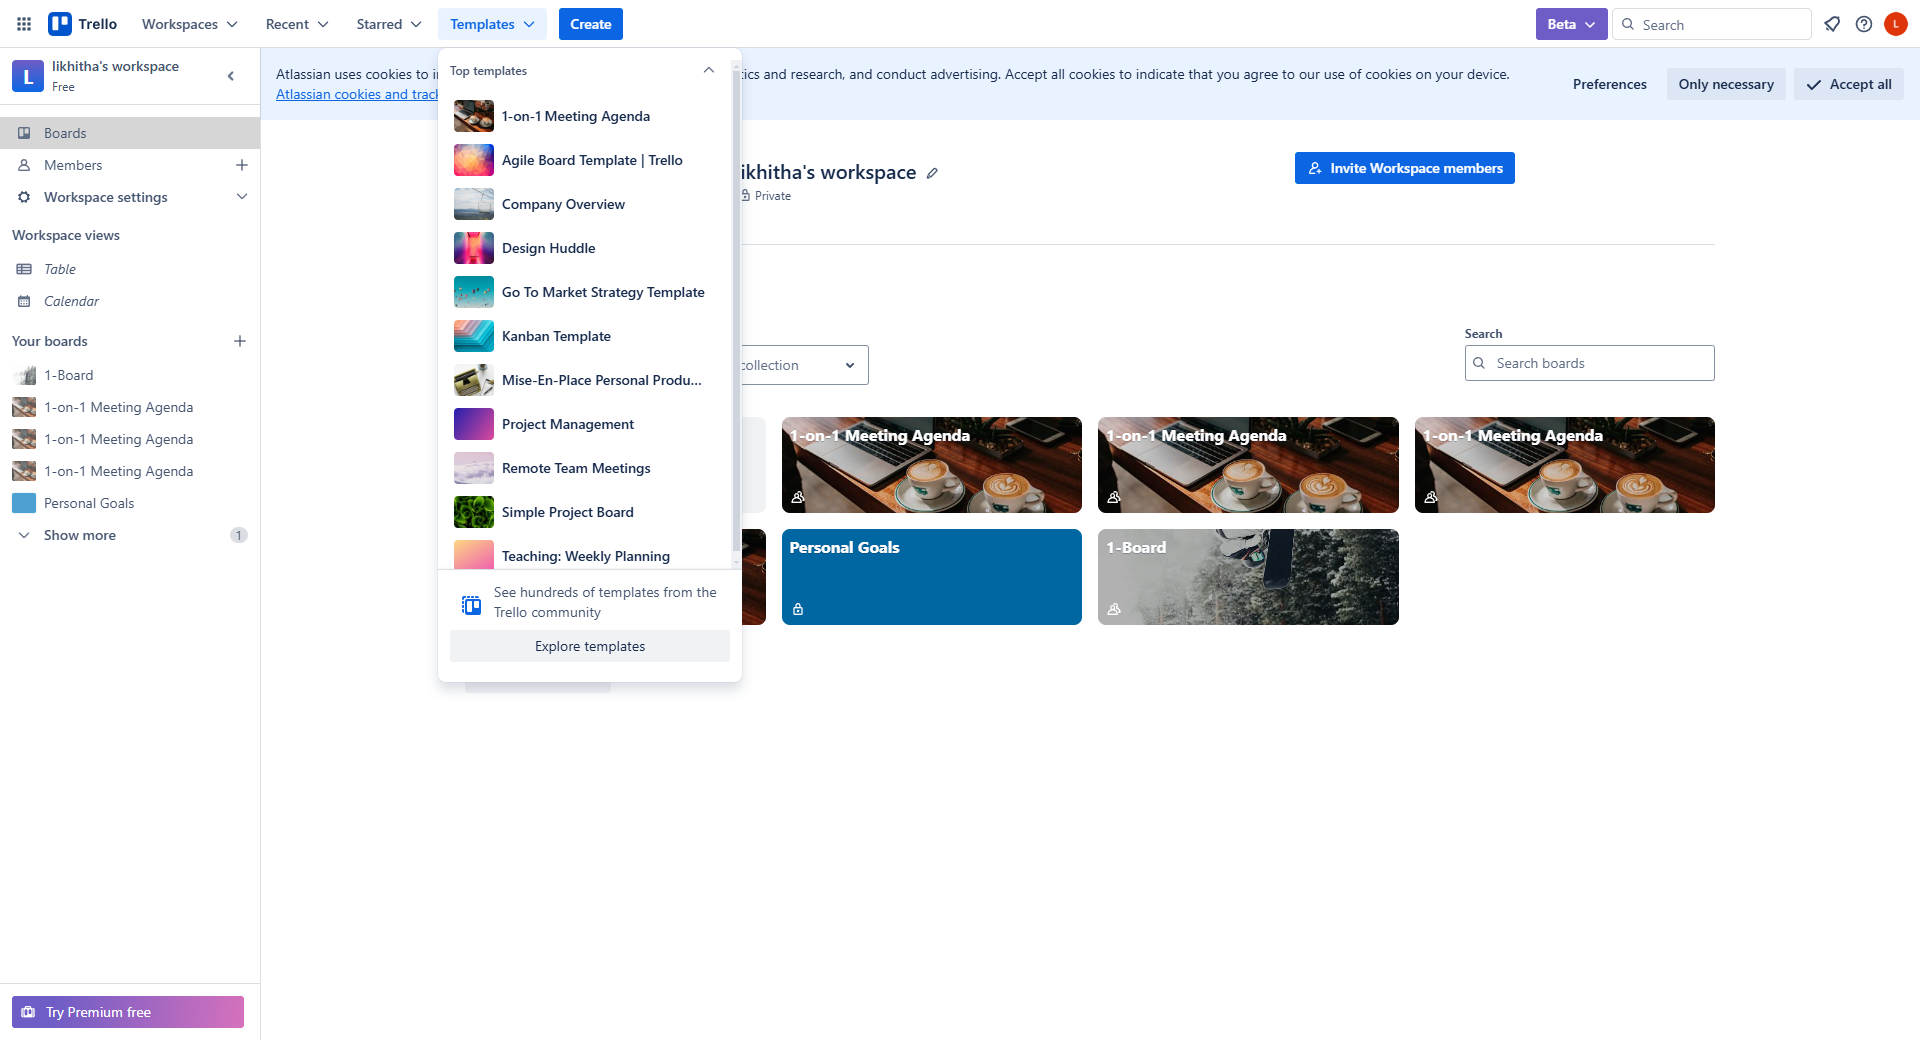 Trello
Workspaces
Recent
Starred
Templates
Create
Beta
Search
L
L
likhitha's workspace
Free
Boards
Members
Workspace settings
Workspace views
Table
Calendar
Your boards
1-Board
1-on-1 Meeting Agenda
1-on-1 Meeting Agenda
1-on-1 Meeting Agenda
Personal Goals
Show more
1
Try Premium free
Top templates
1-on-1 Meeting Agenda
Agile Board Template | Trello
Company Overview
Design Huddle
Go To Market Strategy Template
Kanban Template
Mise-En-Place Personal Produ...
Project Management
Remote Team Meetings
Simple Project Board
Teaching: Weekly Planning
See hundreds of templates from the
Trello community
Explore templates
Atlassian uses cookies to i
tics and research, and conduct advertising. Accept all cookies to indicate that you agree to our use of cookies on your device.
Atlassian cookies and track
Preferences
Only necessary
Accept all
ikhitha's workspace
Private
Invite Workspace members
collection
Search
Search boards
1-on-1 Meeting Agenda
1-on-1 Meeting Agenda
1-on-1 Meeting Agenda
Personal Goals
1-Board